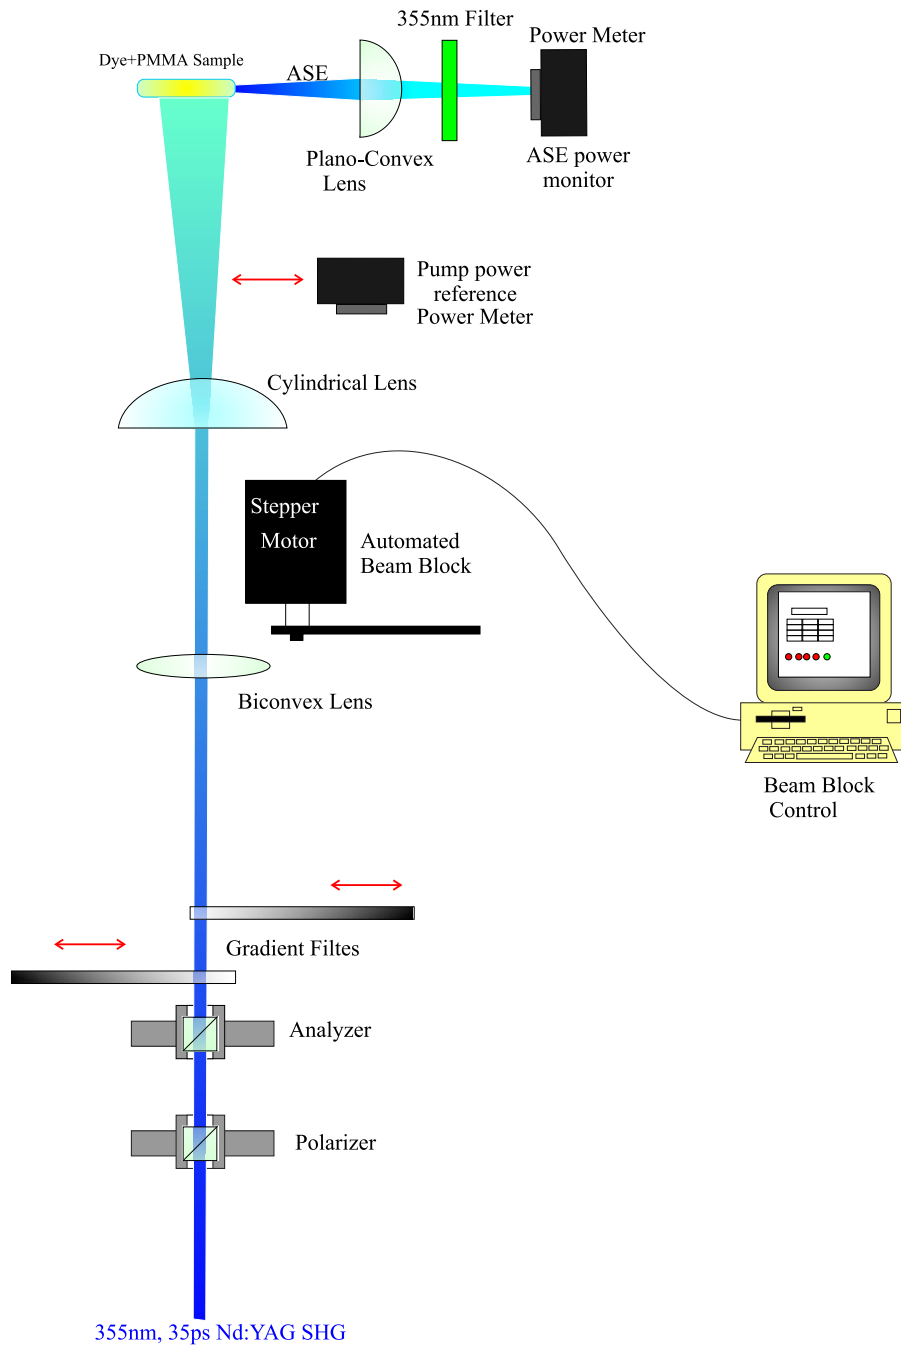 355nm Filter
Power Meter
Dye+PMMA Sample
ASE
Plano-Convex
Lens
ASE power
monitor
Pump power
reference
Power Meter
Cylindrical Lens
Stepper
Motor
Automated
Beam Block
Biconvex Lens
Beam Block
Control
Gradient Filtes
Analyzer
Polarizer
355nm, 35ps Nd:YAG SHG